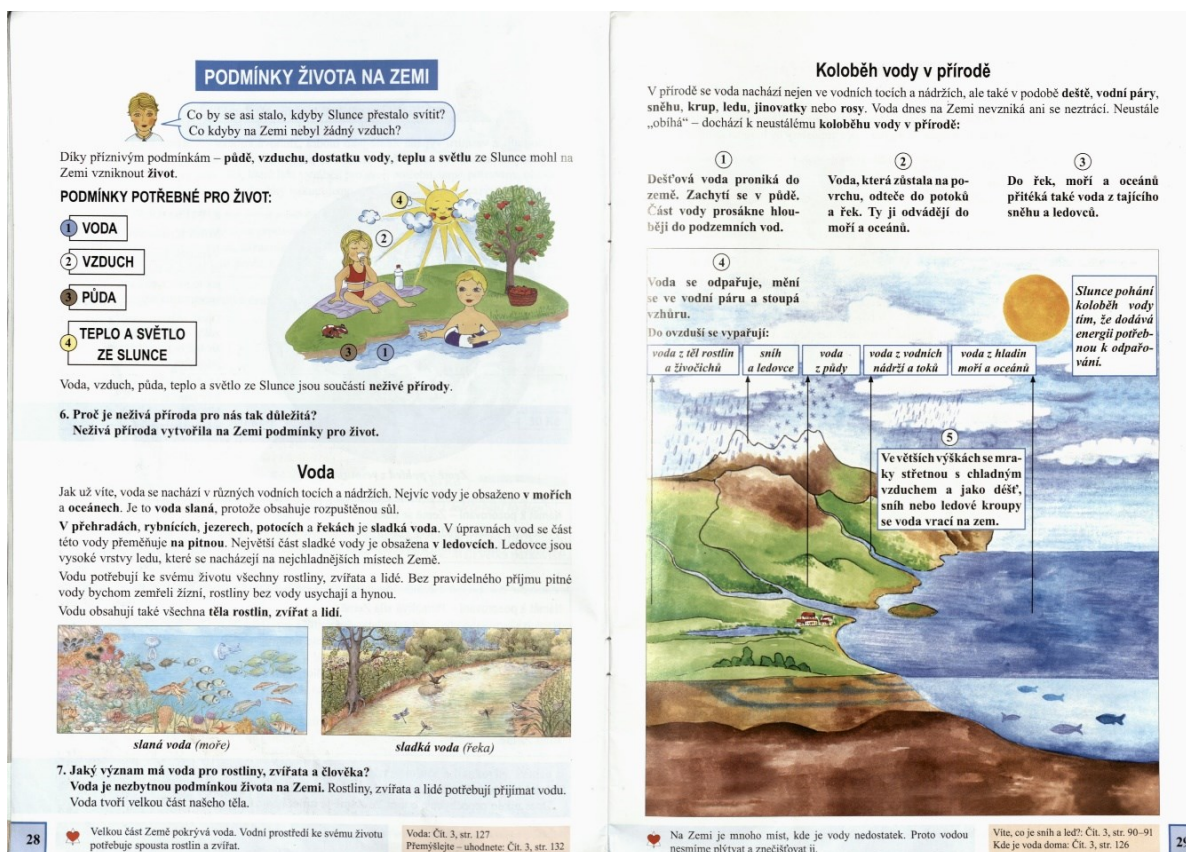 PODMÍNKY ŽIVOTA NA ZEMI
Co by se asi stalo, kdyby Slunce přestalo svítit?
Co kdyby na Zemi nebyl žádný vzduch?
Díky příznivým podmínkám – půdě, vzduchu, dostatku vody, teplu a světlu ze Slunce mohl na
Zemi vzniknout život.
PODMÍNKY POTŘEBNÉ PRO ŽIVOT:
1 VODA
2 VZDUCH
3 PŮDA
4 TEPLO A SVĚTLO
ZE SLUNCE
4
2
3
1
Voda, vzduch, půda, teplo a světlo ze Slunce jsou součástí neživé přírody.
6. Proč je neživá příroda pro nás tak důležitá?
Neživá příroda vytvořila na Zemi podmínky pro život.
Voda
Jak už víte, voda se nachází v různých vodních tocích a nádržích. Nejvíc vody je obsaženo v mořích
a oceánech. Je to voda slaná, protože obsahuje rozpuštěnou sůl.
V přehradách, rybnících, jezerech, potocích a řekách je sladká voda. V úpravnách vod se část
této vody přeměňuje na pitnou. Největší část sladké vody je obsažena v ledovcích. Ledovce jsou
vysoké vrstvy ledu, které se nacházejí na nejchladnějších místech Země.
Vodu potřebují ke svému životu všechny rostliny, zvířata a lidé. Bez pravidelného příjmu pitné
vody bychom zemřeli žízní, rostliny bez vody usychají a hynou.
Vodu obsahují také všechna těla rostlin, zvířat a lidí.
slaná voda (moře)
sladká voda (řeka)
7. Jaký význam má voda pro rostliny, zvířata a člověka?
Voda je nezbytnou podmínkou života na Zemi. Rostliny, zvířata a lidé potřebují přijímat vodu.
Voda tvoří velkou část našeho těla.
28
Velkou část Země pokrývá voda. Vodní prostředí ke svému životu
potřebuje spousta rostlin a zvířat.
Voda: Čít. 3, str. 127
Přemýšlejte – uhodnete: Čít. 3, str. 132
Koloběh vody v přírodě
V přírodě se voda nachází nejen ve vodních tocích a nádržích, ale také v podobě deště, vodní páry,
sněhu, krup, ledu, jinovatky nebo rosy. Voda dnes na Zemi nevzniká ani se neztrácí. Neustále
„obíhá“ – dochází k neustálému koloběhu vody v přírodě:
1
Dešťová voda proniká do
země. Zachytí se v půdě.
Část vody prosákne hlou-
běji do podzemních vod.
2
Voda, která zůstala na po-
vrchu, odteče do potoků
a řek. Ty ji odvádějí do
moří a oceánů.
3
Do řek, moří a oceánů
přitéká také voda z tajícího
sněhu a ledovců.
4
Voda se odpařuje, mění
se ve vodní páru a stoupá
vzhůru.
Do ovzduší se vypařují:
voda z těl rostlin
a živočichů
sníh
a ledovce
voda
z půdy
voda z vodních
nádrží a toků
voda z hladin
moří a oceánů
Slunce pohání
koloběh vody
tím, že dodává
energii potřeb-
nou k odpařo-
vání.
5
Ve větších výškách se mra-
ky střetnou s chladným
vzduchem a jako déšť,
sníh nebo ledové kroupy
se voda vrací na zem.
Na Zemi je mnoho míst, kde je vody nedostatek. Proto vodou
nesmíme plýtvat a znečišťovat ji.
Víte, co je sníh a led?: Čít. 3, str. 90–91
Kde je voda doma: Čít. 3, str. 126
29